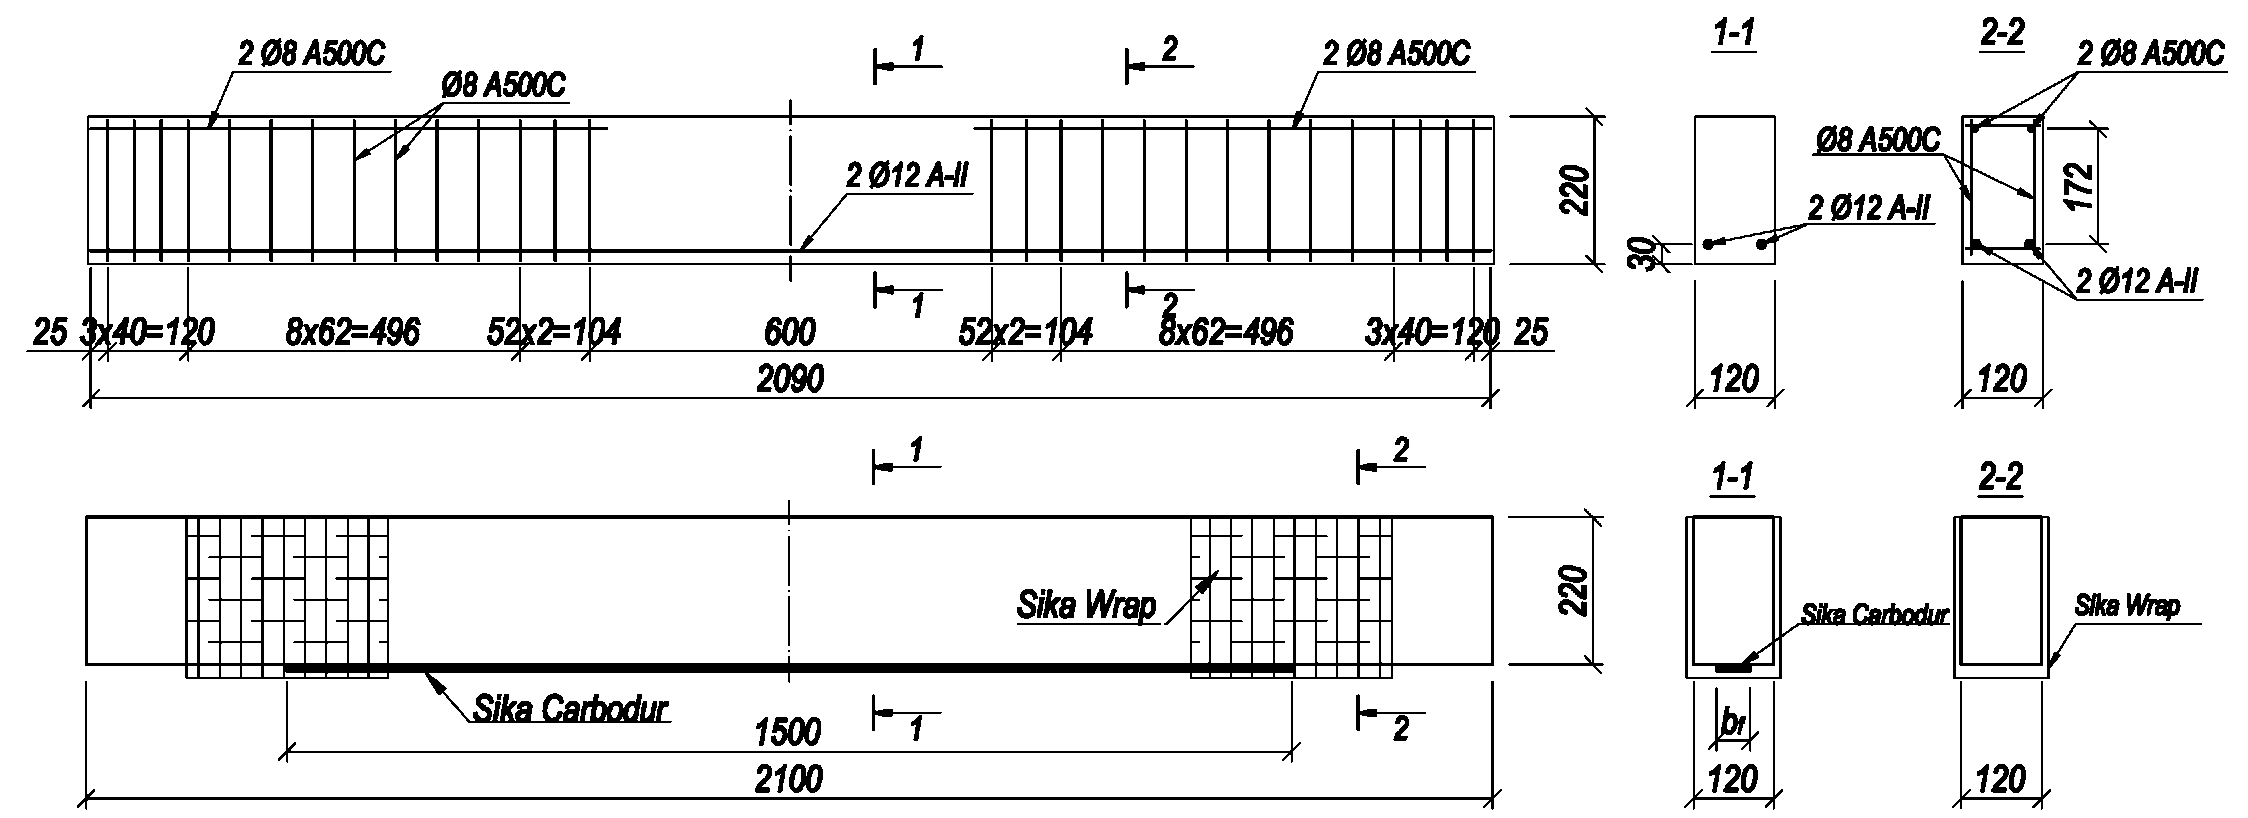 1
2
1-1
2-2
2 Ø8 A500C
Ø8 A500C
2 Ø8 A500C
2 Ø8 A500C
Ø8 A500C
2 Ø12 A-II
220
172
2 Ø12 A-II
30
2 Ø12 A-II
1
2
25 3x40=120 8x62=496 52x2=104 600 52x2=104 8x62=496 3x40=120 25
2090
120
120
1
2
1-1
2-2
Sika Wrap
220
Sika Carbodur
Sika Wrap
Sika Carbodur
1
2
bf
1500
2100
120
120